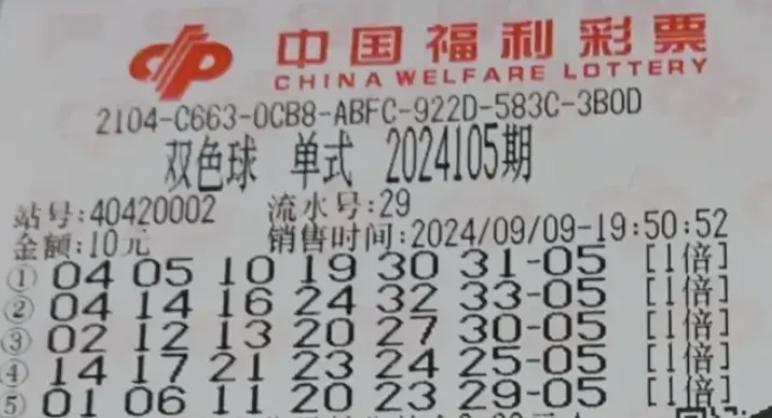 中国福利彩票
CHINA WELFARE LOTTERY
2104-C663-0CB8-ABFC-922D-583C-3B0D
双色球 单式 2024105期
站号:40420002 流水号:29
金额:10元 销售时间:2024/09/09-19:50:52
① 04 05 10 19 30 31-05 [1倍]
② 04 14 16 24 32 33-05 [1倍]
③ 02 12 13 20 27 30-05 [1倍]
④ 14 17 21 23 24 25-05 [1倍]
⑤ 01 06 11 20 23 29-05 [1倍]